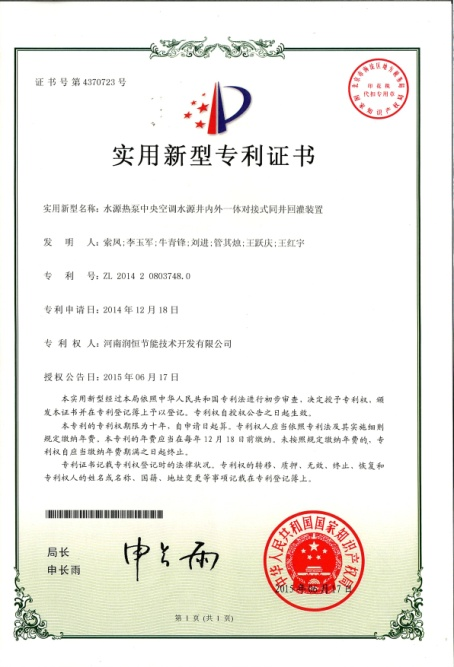 证书号第4370723号
印花税
代扣专用章
实用新型专利证书
实用新型名称：水源热泵中央空调水源井内外一体对接式同井回灌装置
发明人：索凤;李玉军;牛青锋;刘进;管其烛;王跃庆;王红宇
专利号：ZL 2014 2 0803748.0
专利申请日：2014年12月18日
专利权人：河南润恒节能技术开发有限公司
授权公告日：2015年06月17日
本实用新型经过本局依照中华人民共和国专利法进行初步审查，决定授予专利权，颁
发本证书并在专利登记簿上予以登记。专利权自授权公告之日起生效。
本专利的专利权期限为十年，自申请日起算。专利权人应当依照专利法及其实施细则
规定缴纳年费。本专利的年费应当在每年12月18日前缴纳。未按照规定缴纳年费的，专利
权自应当缴纳年费期满之日起终止。
专利证书记载专利权登记时的法律状况。专利权的转移、质押、无效、终止、恢复和
专利权人的姓名或名称、国籍、地址变更等事项记载在专利登记簿上。
局长
申长雨
申长雨
中华人民共和国国家知识产权局
2015年06月17日
第1页(共1页)